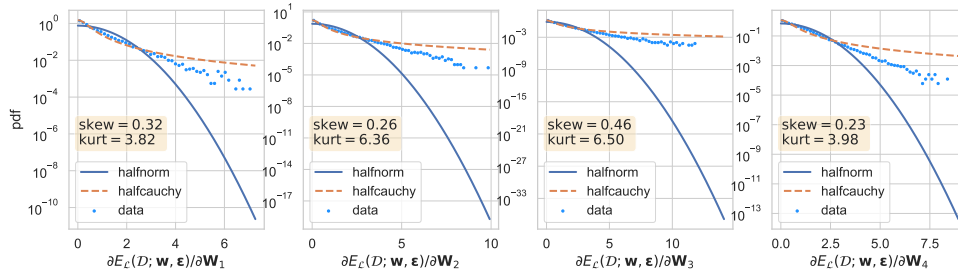 pdf
10^0
10^-2
10^-4
10^-6
10^-8
10^-10
skew = 0.32
kurt = 3.82
halfnorm
halfcauchy
data
0 2 4 6
∂E_ℒ(𝒟; w, ε)/∂W_1
10^1
10^-2
10^-5
10^-8
10^-11
10^-14
10^-17
skew = 0.26
kurt = 6.36
halfnorm
halfcauchy
data
0 5 10
∂E_ℒ(𝒟; w, ε)/∂W_2
10^-3
10^-9
10^-15
10^-21
10^-27
10^-33
skew = 0.46
kurt = 6.50
halfnorm
halfcauchy
data
0 5 10
∂E_ℒ(𝒟; w, ε)/∂W_3
10^1
10^-1
10^-3
10^-5
10^-7
10^-9
10^-11
10^-13
skew = 0.23
kurt = 3.98
halfnorm
halfcauchy
data
0.0 2.5 5.0 7.5
∂E_ℒ(𝒟; w, ε)/∂W_4